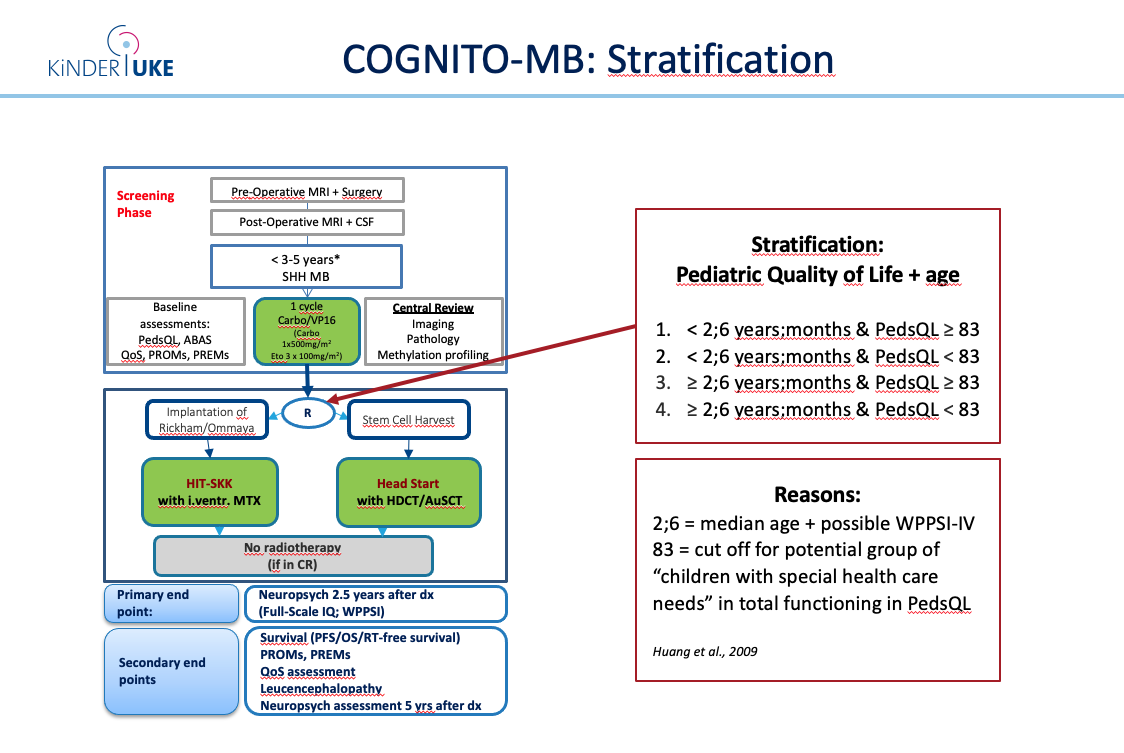 KiNDER UKE
COGNITO-MB: Stratification
Screening
Phase
Pre-Operative MRI + Surgery
Post-Operative MRI + CSF
< 3-5 years*
SHH MB
Baseline
assessments:
PedsQL, ABAS
QoS, PROMs, PREMs
1 cycle
Carbo/VP16
(Carbo
1x500mg/m²
Eto 3 x 100mg/m²)
Central Review
Imaging
Pathology
Methylation profiling
Implantation of
Rickham/Ommaya
R
Stem Cell Harvest
HIT-SKK
with i.ventr. MTX
Head Start
with HDCT/AuSCT
No radiotherapy
(if in CR)
Primary end
point:
Neuropsych 2.5 years after dx
(Full-Scale IQ; WPPSI)
Secondary end
points
Survival (PFS/OS/RT-free survival)
PROMs, PREMs
QoS assessment
Leucencephalopathy
Neuropsych assessment 5 yrs after dx
Stratification:
Pediatric Quality of Life + age
1. < 2;6 years;months & PedsQL ≥ 83
2. < 2;6 years;months & PedsQL < 83
3. ≥ 2;6 years;months & PedsQL ≥ 83
4. ≥ 2;6 years;months & PedsQL < 83
Reasons:
2;6 = median age + possible WPPSI-IV
83 = cut off for potential group of
“children with special health care
needs” in total functioning in PedsQL
Huang et al., 2009